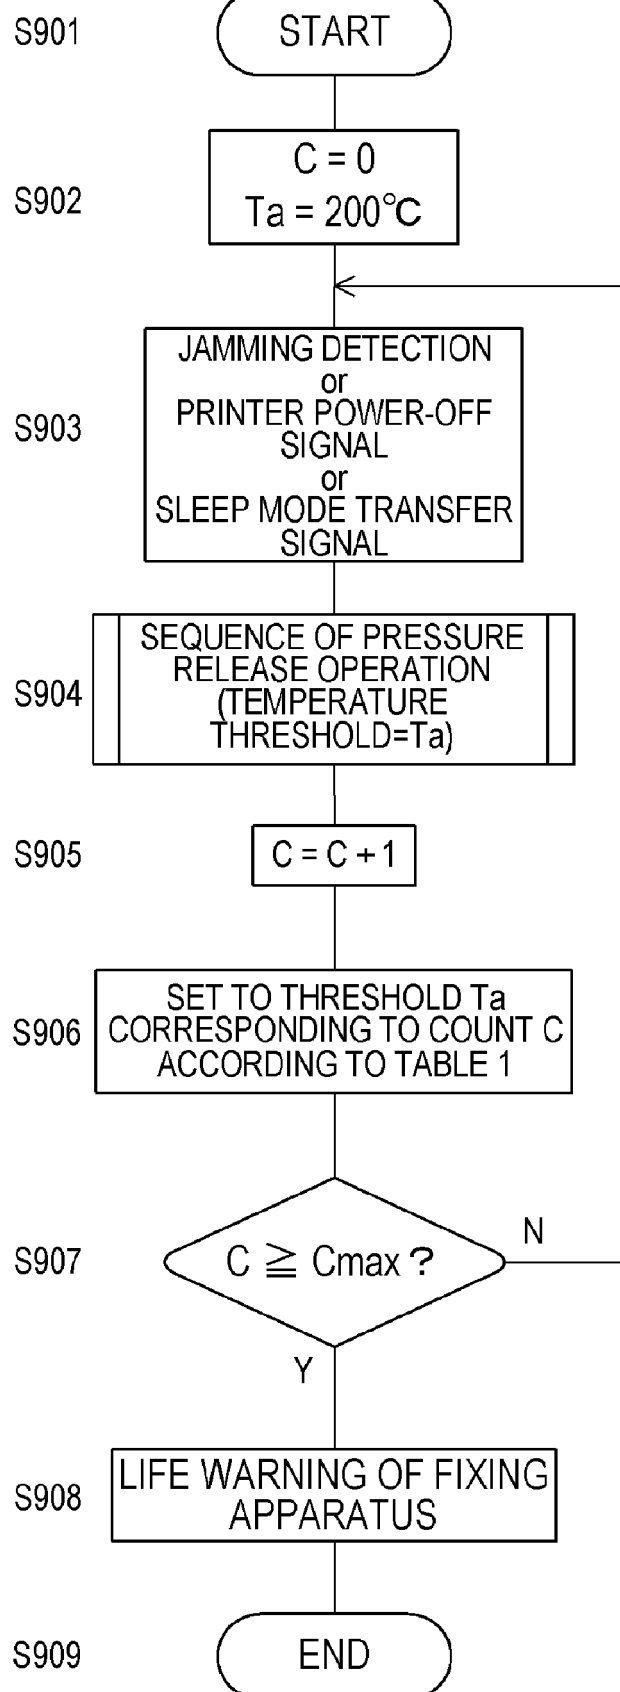 S901
START
S902
C = 0
Ta = 200℃
S903
JAMMING DETECTION
or
PRINTER POWER-OFF
SIGNAL
or
SLEEP MODE TRANSFER
SIGNAL
S904
SEQUENCE OF PRESSURE
RELEASE OPERATION
(TEMPERATURE
THRESHOLD=Ta)
S905
C = C + 1
S906
SET TO THRESHOLD Ta
CORRESPONDING TO COUNT C
ACCORDING TO TABLE 1
S907
C ≧ Cmax ?
N
Y
S908
LIFE WARNING OF FIXING
APPARATUS
S909
END